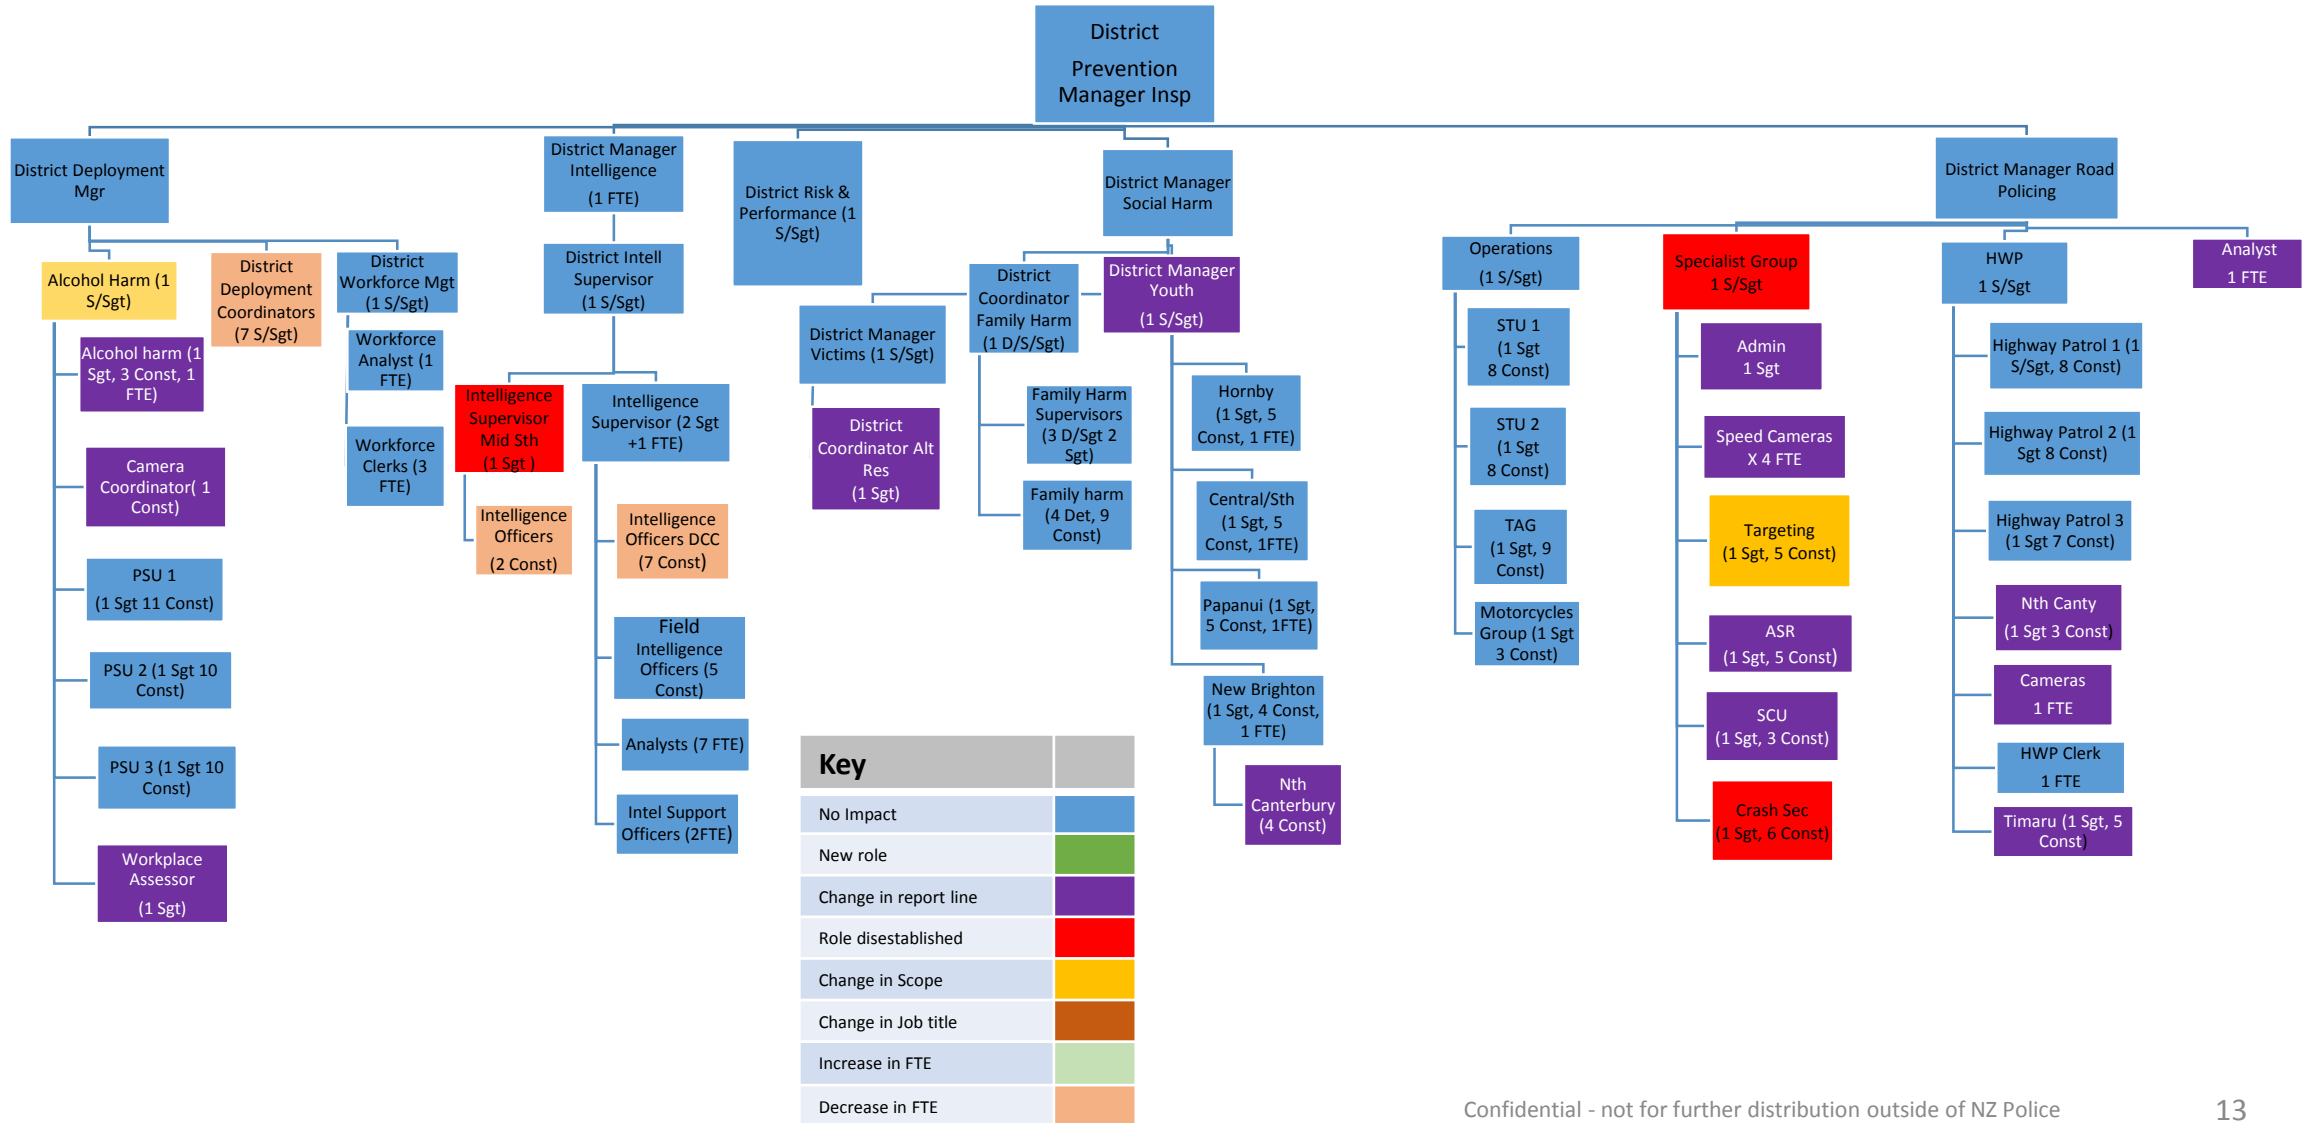 District
Prevention
Manager Insp
District Deployment
Mgr
Alcohol Harm (1
S/Sgt)
Alcohol harm (1
Sgt, 3 Const, 1
FTE)
Camera
Coordinator( 1
Const)
PSU 1
(1 Sgt 11 Const)
PSU 2 (1 Sgt 10
Const)
PSU 3 (1 Sgt 10
Const)
Workplace
Assessor
(1 Sgt)
District
Deployment
Coordinators
(7 S/Sgt)
District
Workforce Mgt
(1 S/Sgt)
Workforce
Analyst (1
FTE)
Workforce
Clerks (3
FTE)
District Manager
Intelligence
(1 FTE)
District Intell
Supervisor
(1 S/Sgt)
Intelligence
Supervisor
Mid Sth
(1 Sgt )
Intelligence
Officers
(2 Const)
Intelligence
Supervisor (2 Sgt
+1 FTE)
Intelligence
Officers DCC
(7 Const)
Field
Intelligence
Officers (5
Const)
Analysts (7 FTE)
Intel Support
Officers (2FTE)
District Risk &
Performance (1
S/Sgt)
District Manager
Social Harm
District Manager
Victims (1 S/Sgt)
District
Coordinator Alt
Res
(1 Sgt)
District
Coordinator
Family Harm
(1 D/S/Sgt)
Family Harm
Supervisors
(3 D/Sgt 2
Sgt)
Family harm
(4 Det, 9
Const)
District Manager
Youth
(1 S/Sgt)
Hornby
(1 Sgt, 5
Const, 1 FTE)
Central/Sth
(1 Sgt, 5
Const, 1FTE)
Papanui (1 Sgt,
5 Const, 1FTE)
New Brighton
(1 Sgt, 4 Const,
1 FTE)
Nth
Canterbury
(4 Const)
District Manager Road
Policing
Operations
(1 S/Sgt)
STU 1
(1 Sgt
8 Const)
STU 2
(1 Sgt
8 Const)
TAG
(1 Sgt, 9
Const)
Motorcycles
Group (1 Sgt
3 Const)
Specialist Group
1 S/Sgt
Admin
1 Sgt
Speed Cameras
X 4 FTE
Targeting
(1 Sgt, 5 Const)
ASR
(1 Sgt, 5 Const)
SCU
(1 Sgt, 3 Const)
Crash Sec
(1 Sgt, 6 Const)
HWP
1 S/Sgt
Highway Patrol 1 (1
S/Sgt, 8 Const)
Highway Patrol 2 (1
Sgt 8 Const)
Highway Patrol 3
(1 Sgt 7 Const)
Nth Canty
(1 Sgt 3 Const)
Cameras
1 FTE
HWP Clerk
1 FTE
Timaru (1 Sgt, 5
Const)
Analyst
1 FTE
Key
No Impact
New role
Change in report line
Role disestablished
Change in Scope
Change in Job title
Increase in FTE
Decrease in FTE
Confidential - not for further distribution outside of NZ Police
13